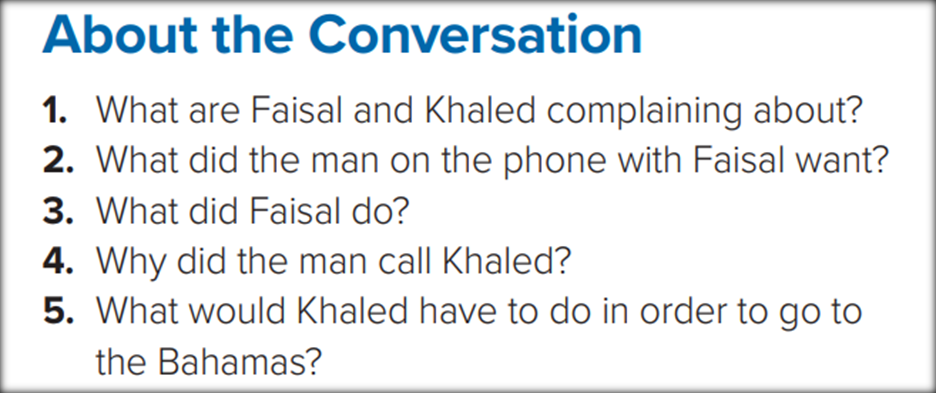 About the Conversation
1. What are Faisal and Khaled complaining about?
2. What did the man on the phone with Faisal want?
3. What did Faisal do?
4. Why did the man call Khaled?
5. What would Khaled have to do in order to go to
the Bahamas?